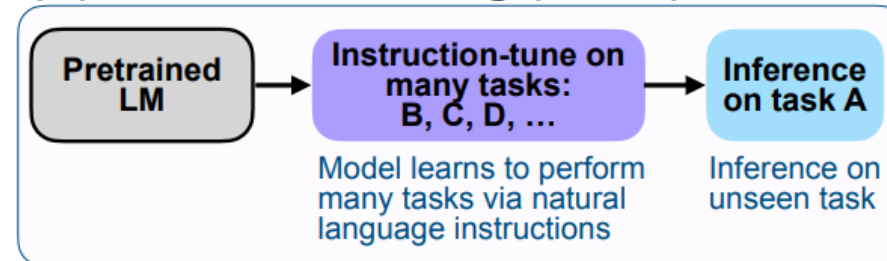 Pretrained
LM
Instruction-tune on
many tasks:
B, C, D, …
Inference
on task A
Model learns to perform
many tasks via natural
language instructions
Inference on
unseen task